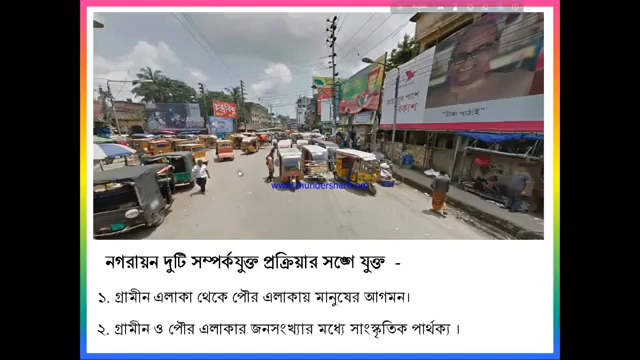 বিকাশ
"টাকা পাঠাই"
নগরায়ন দুটি সম্পর্কযুক্ত প্রক্রিয়ার সঙ্গে যুক্ত -
১. গ্রামীন এলাকা থেকে পৌর এলাকায় মানুষের আগমন।
২. গ্রামীন ও পৌর এলাকার জনসংখ্যার মধ্যে সাংস্কৃতিক পার্থক্য ।